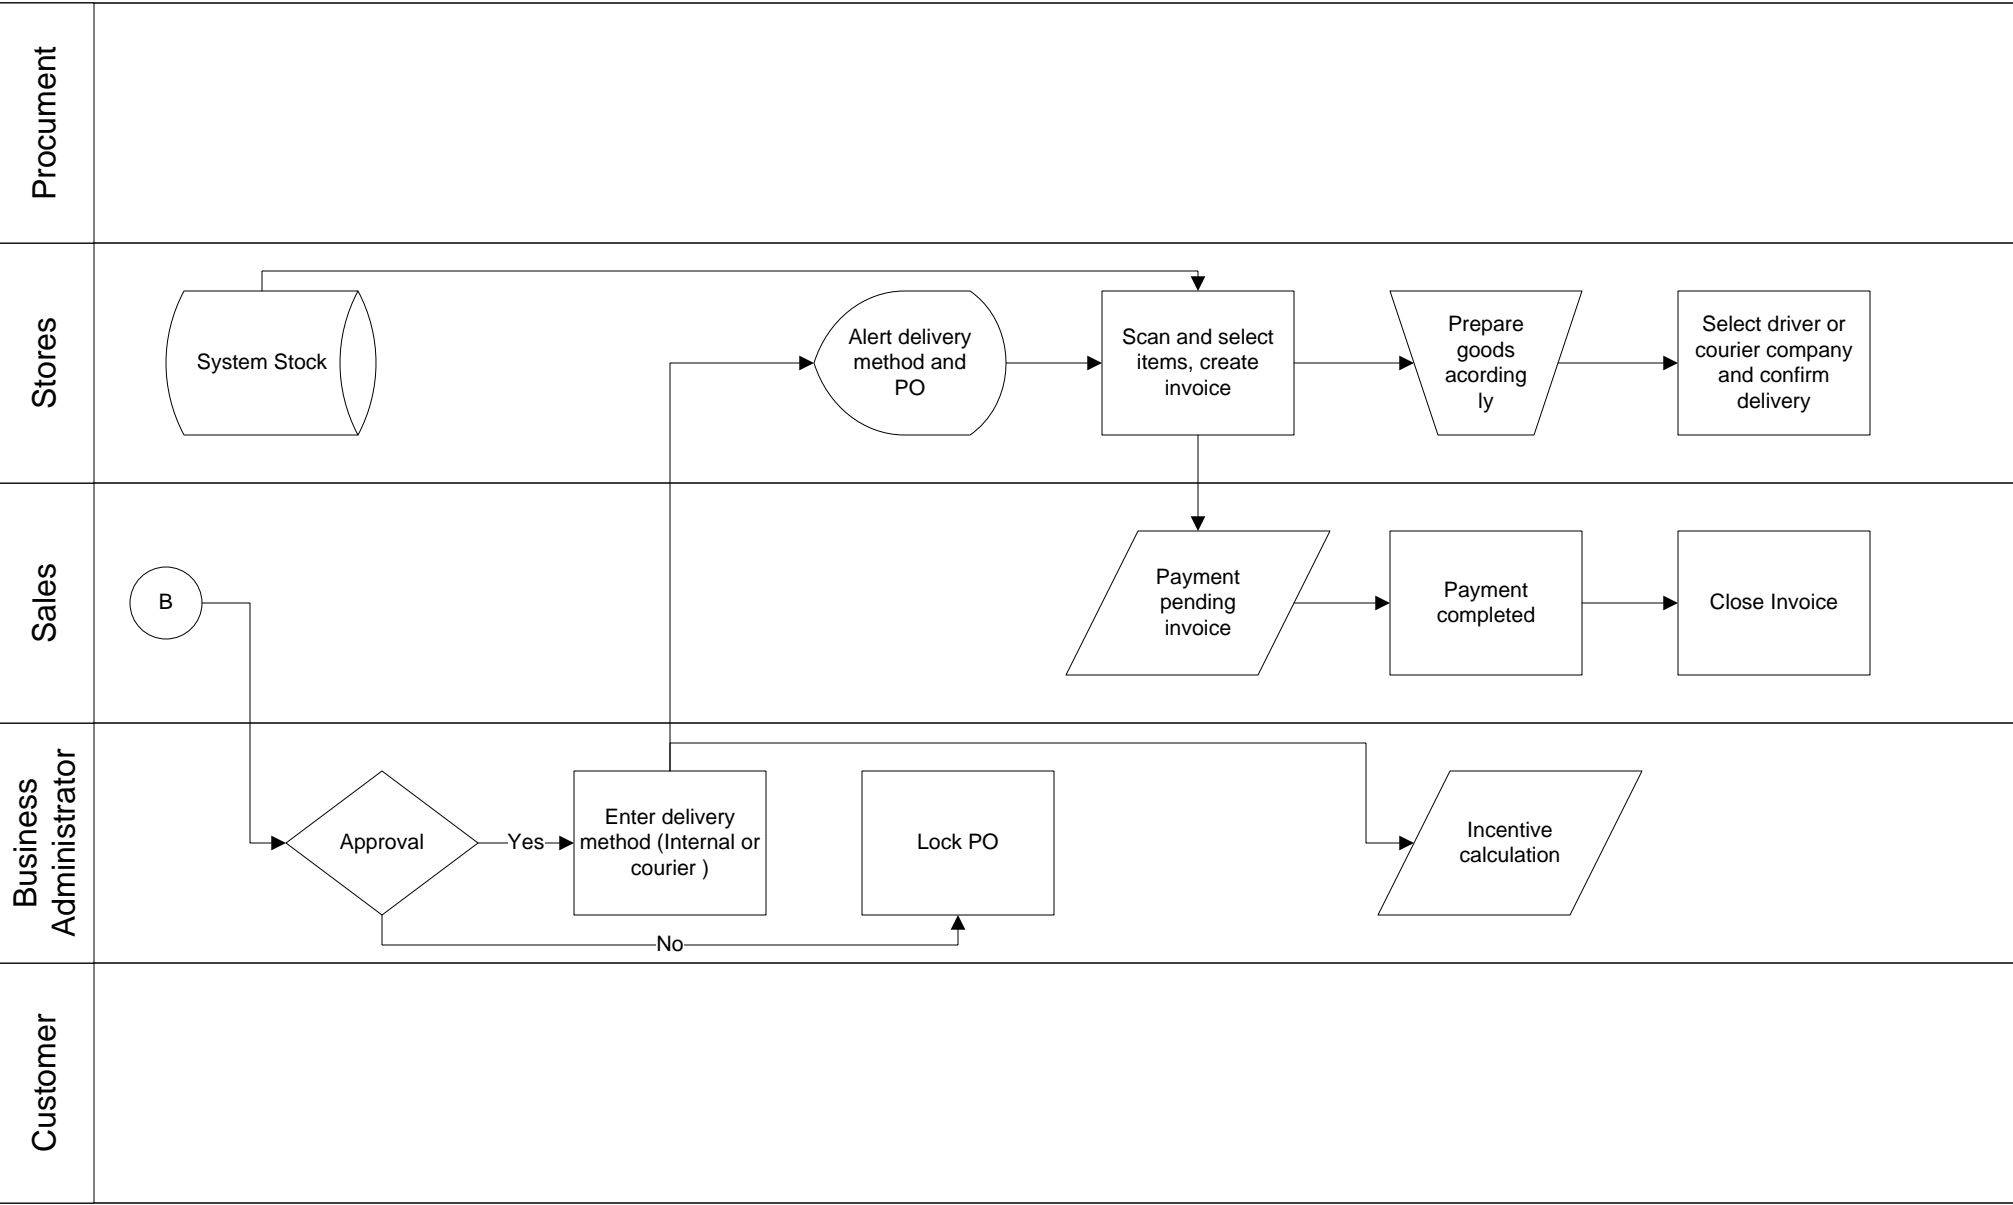 Procument
Stores
System Stock
Alert delivery
method and
PO
Scan and select
items, create
invoice
Prepare
goods
acording
ly
Select driver or
courier company
and confirm
delivery
Sales
B
Payment
pending
invoice
Payment
completed
Close Invoice
Business
Administrator
Approval
Yes
Enter delivery
method (Internal or
courier )
Lock PO
Incentive
calculation
No
Customer